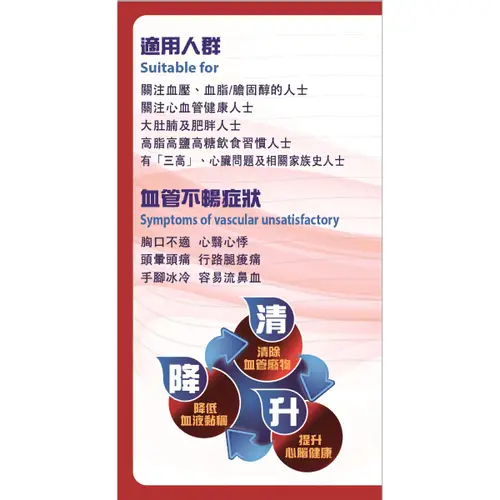 適用人群
Suitable for
關注血壓、血脂/膽固醇的人士
關注心血管健康人士
大肚腩及肥胖人士
高脂高鹽高糖飲食習慣人士
有「三高」、心臟問題及相關家族史人士
血管不暢症狀
Symptoms of vascular unsatisfactory
胸口不適 心翳心悸
頭暈頭痛 行路腿痠痛
手腳冰冷 容易流鼻血
清
清除
血管廢物
降
降低
血液黏稠
升
提升
心腦健康